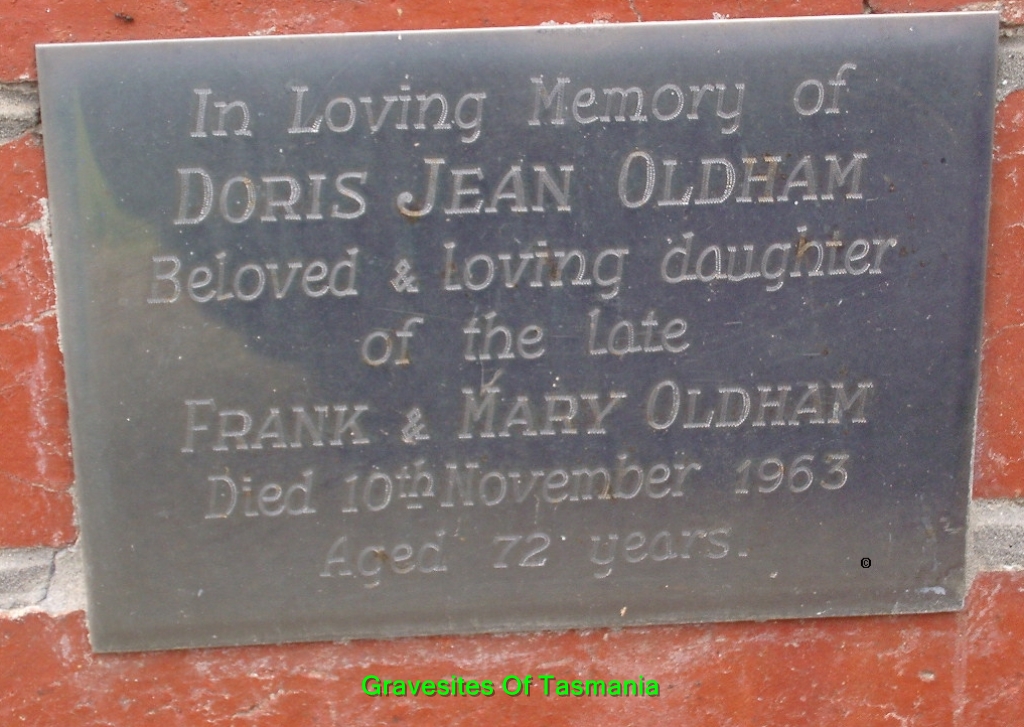 In Loving Memory of
DORIS JEAN OLDHAM
Beloved & loving daughter
of the late
FRANK & MARY OLDHAM
Died 10th November 1963
Aged 72 years.
©
Gravesites Of Tasmania